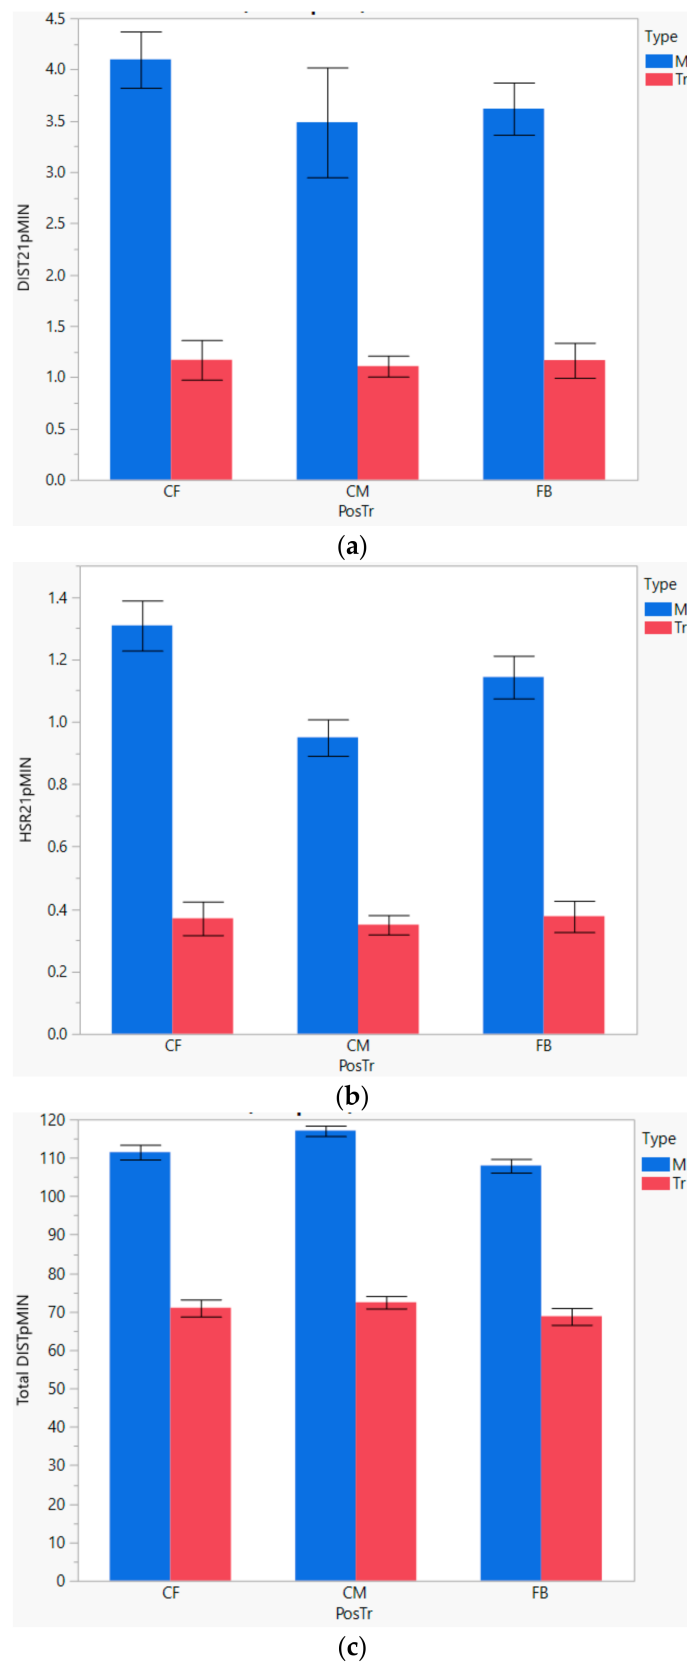 4.5
Type
4.0
M
Tr
3.5
3.0
2.5
DIST21pMIN
2.0
1.5
1.0
0.5
0.0
CF CM FB
PosTr
(a)
Type
1.4
M
Tr
1.2
1.0
0.8
HSR21pMIN
0.6
0.4
0.2
0.0
CF CM FB
PosTr
(b)
120
Type
110
M
Tr
100
90
80
70
Total DISTpMIN
60
50
40
30
20
10
0
CF CM FB
PosTr
(c)